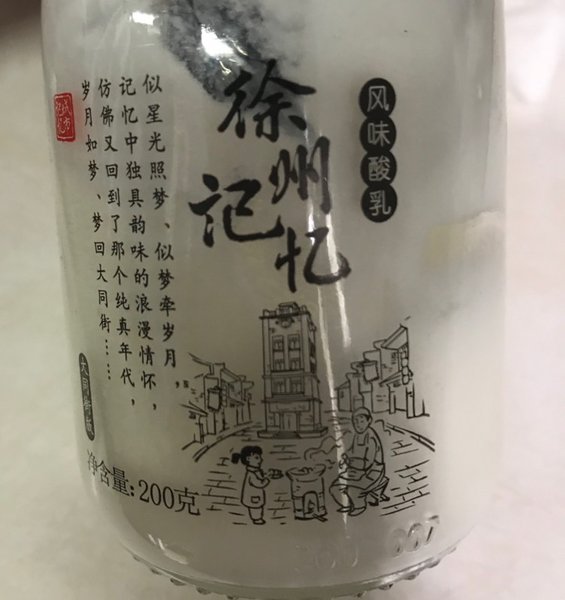 徐州
记忆
风味酸乳
似星光照梦、似梦牵岁月，
记忆中独具韵味的浪漫情怀，
仿佛又回到了那个纯真年代，
岁月如梦、梦回大同街……
净含量:200克